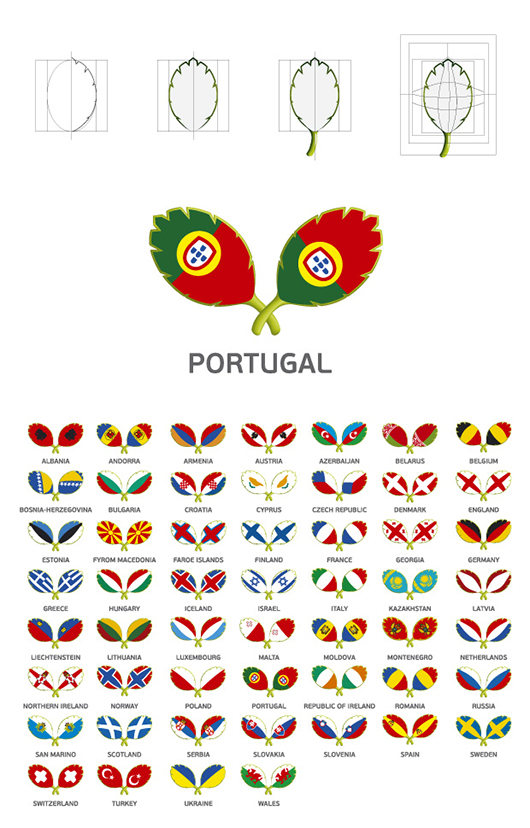 PORTUGAL
ALBANIA ANDORRA ARMENIA AUSTRIA AZERBAIJAN BELARUS BELGIUM
BOSNIA-HERZEGOVINA BULGARIA CROATIA CYPRUS CZECH REPUBLIC DENMARK ENGLAND
ESTONIA FYROM MACEDONIA FAROE ISLANDS FINLAND FRANCE GEORGIA GERMANY
GREECE HUNGARY ICELAND ISRAEL ITALY KAZAKHSTAN LATVIA
LIECHTENSTEIN LITHUANIA LUXEMBOURG MALTA MOLDOVA MONTENEGRO NETHERLANDS
NORTHERN IRELAND NORWAY POLAND PORTUGAL REPUBLIC OF IRELAND ROMANIA RUSSIA
SAN MARINO SCOTLAND SERBIA SLOVAKIA SLOVENIA SPAIN SWEDEN
SWITZERLAND TURKEY UKRAINE WALES